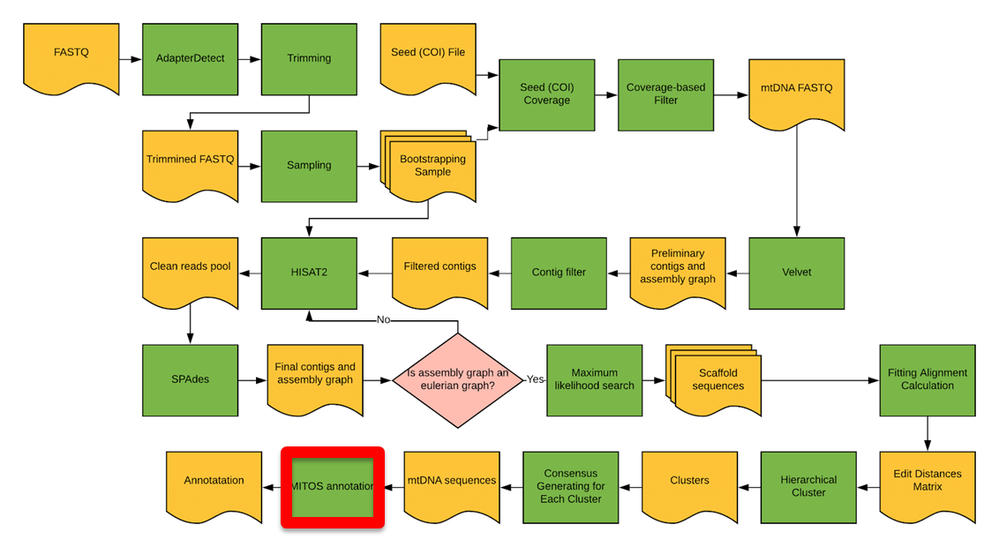 FASTQ
AdapterDetect
Trimming
Seed (COI) File
Seed (COI)
Coverage
Coverage-based
Filter
mtDNA FASTQ
Trimmined FASTQ
Sampling
Bootstrapping
Sample
Clean reads pool
HISAT2
Filtered contigs
Contig filter
Preliminary
contigs and
assembly graph
Velvet
No
SPAdes
Final contigs and
assembly graph
Is assembly graph an
eulerian graph?
Yes
Maximum
likelihood search
Scaffold
sequences
Fitting Alignment
Calculation
Annotatation
MITOS annotation
mtDNA sequences
Consensus
Generating for
Each Cluster
Clusters
Hierarchical
Cluster
Edit Distances
Matrix